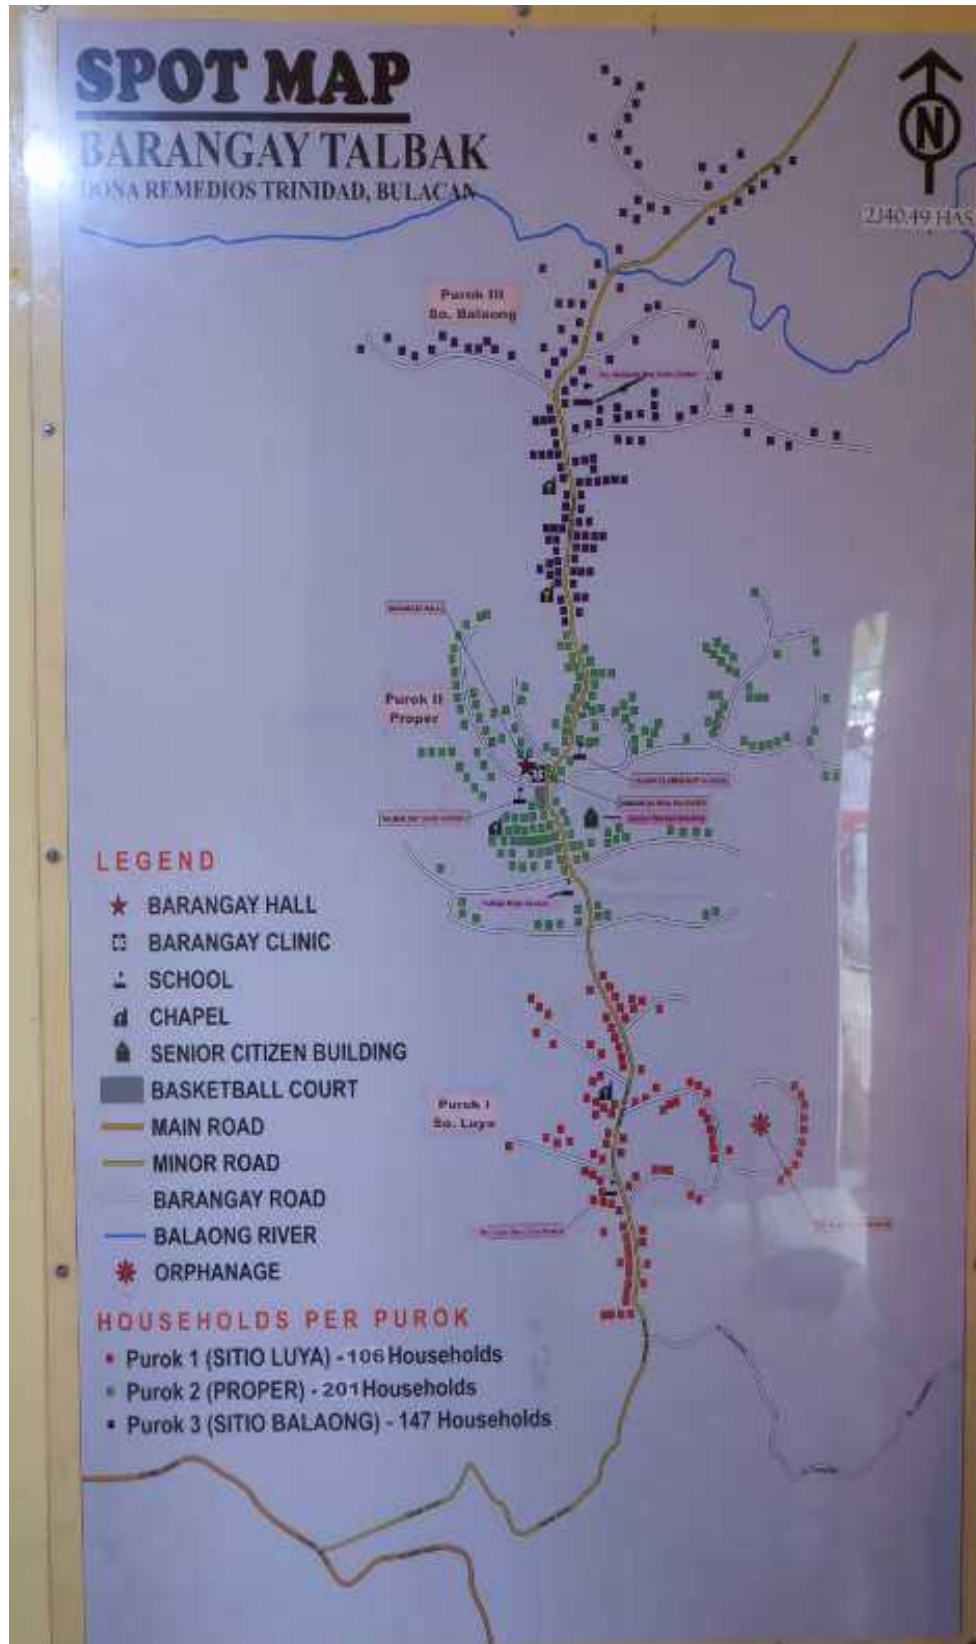 SPOT MAP
BARANGAY TALBAK
DONA REMEDIOS TRINIDAD, BULACAN
N
2140.49 HAS
Purok III
So. Balaong
BARANGAY HALL
Purok II
Proper
Purok I
So. Luya
LEGEND
BARANGAY HALL
BARANGAY CLINIC
SCHOOL
CHAPEL
SENIOR CITIZEN BUILDING
BASKETBALL COURT
MAIN ROAD
MINOR ROAD
BARANGAY ROAD
BALAONG RIVER
ORPHANAGE
HOUSEHOLDS PER PUROK
Purok 1 (SITIO LUYA) - 106 Households
Purok 2 (PROPER) - 201 Households
Purok 3 (SITIO BALAONG) - 147 Households